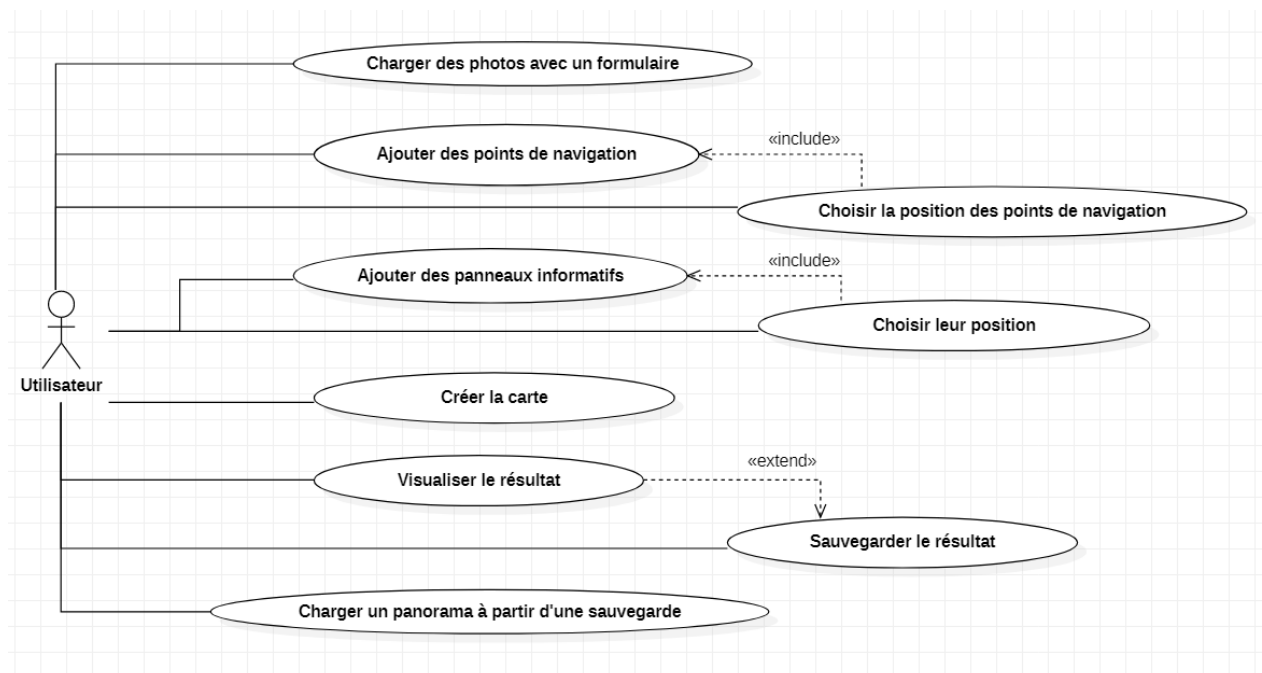 Charger des photos avec un formulaire
«include»
Ajouter des points de navigation
Choisir la position des points de navigation
«include»
Ajouter des panneaux informatifs
Choisir leur position
Utilisateur
Créer la carte
«extend»
Visualiser le résultat
Sauvegarder le résultat
Charger un panorama à partir d'une sauvegarde